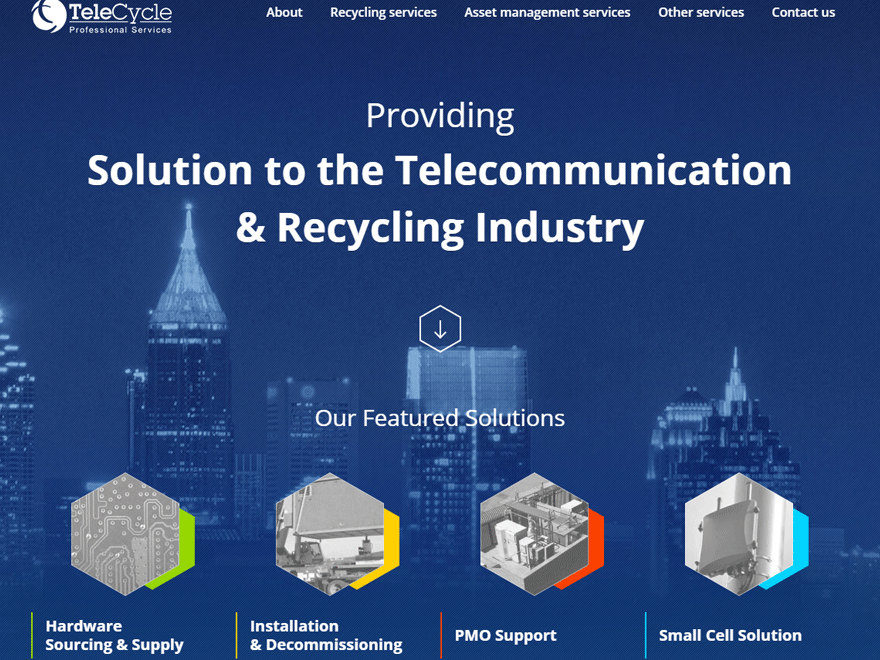 TeleCycle
Professional Services
About Recycling services Asset management services Other services Contact us
Providing
Solution to the Telecommunication
& Recycling Industry
Our Featured Solutions
Hardware
Sourcing & Supply
Installation
& Decommissioning
PMO Support
Small Cell Solution